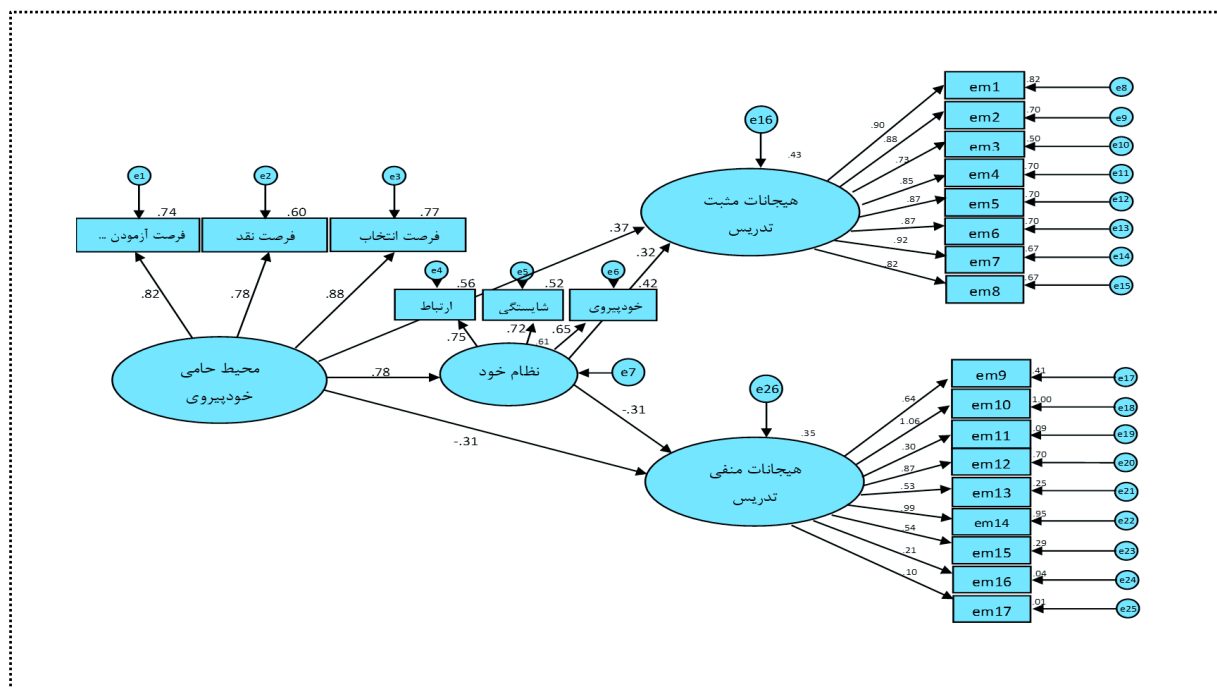 em1
.82
e8
em2
.70
e9
e16
.90
.88
em3
.50
e10
.43
.73
em4
.70
e11
.85
e1
e2
e3
هیجانات مثبت
تدریس
.87
em5
.70
e12
.74
.60
.77
.87
em6
.70
e13
فرصت آزمودن ...
فرصت نقد
فرصت انتخاب
.37
.92
em7
.67
e14
.32
.82
em8
.67
e15
e4
e5
e6
.56
.52
.42
.82
.78
.88
ارتباط
شایستگی
خودپیروی
.75
.72
.65
.61
محیط حامی
خودپیروی
.78
نظام خود
e7
em9
.41
e17
e26
.64
em10
1.00
e18
-.31
1.06
em11
.09
e19
-.31
.35
.30
em12
.70
e20
هیجانات منفی
تدریس
.87
em13
.25
e21
.53
em14
.95
e22
.99
em15
.29
e23
.54
em16
.04
e24
.21
em17
.01
e25
.10